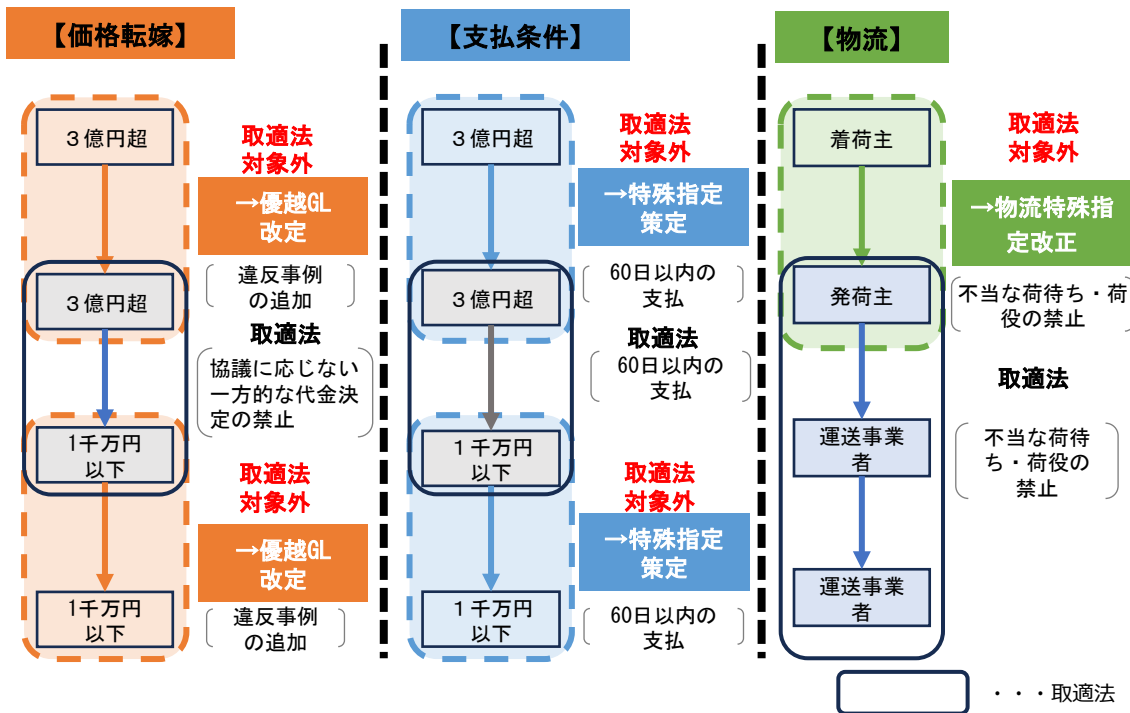 【価格転嫁】
３億円超
取適法
対象外
→優越GL
改定
違反事例
の追加
３億円超
取適法
協議に応じない
一方的な代金決
定の禁止
1千万円
以下
取適法
対象外
→優越GL
改定
違反事例
の追加
1千万円
以下
【支払条件】
３億円超
取適法
対象外
→特殊指定
策定
60日以内の
支払
３億円超
取適法
60日以内の
支払
１千万円
以下
取適法
対象外
→特殊指定
策定
60日以内の
支払
１千万円
以下
【物流】
着荷主
取適法
対象外
→物流特殊指
定改正
不当な荷待ち・荷
役の禁止
発荷主
取適法
不当な荷待
ち・荷役の
禁止
運送事業
者
運送事業
者
・・・取適法